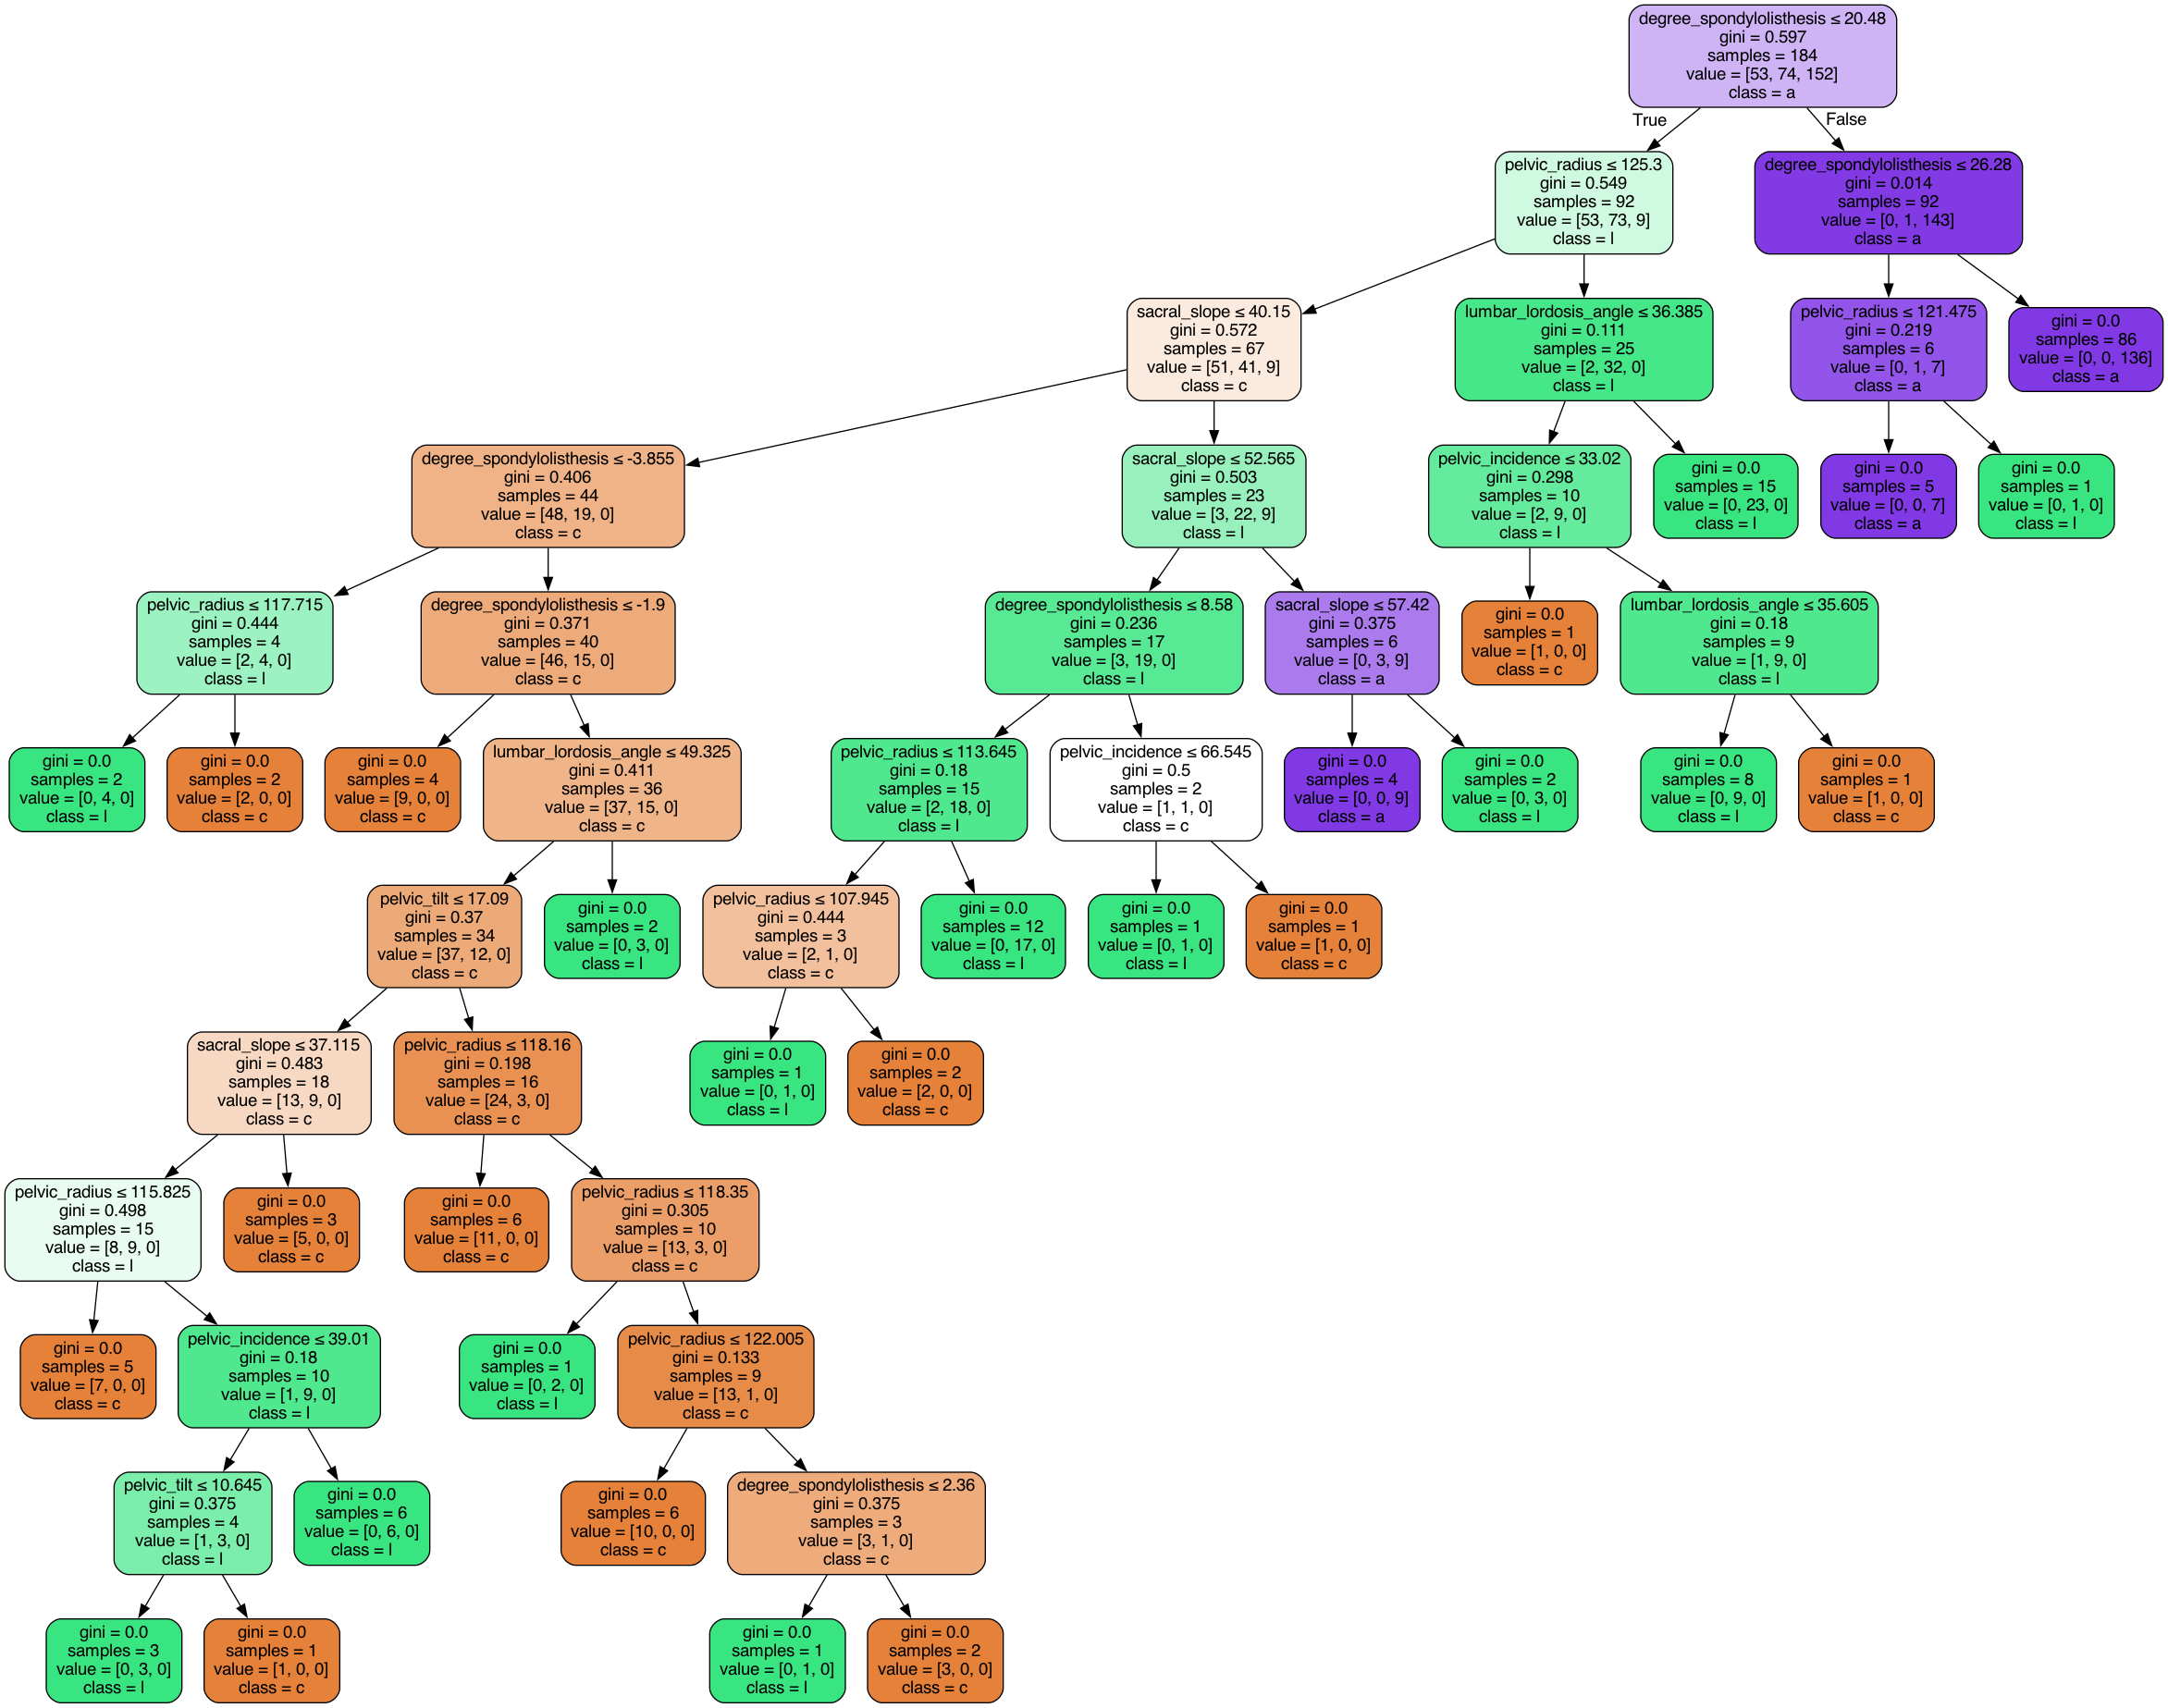 degree_spondylolisthesis ≤ 20.48
gini = 0.597
samples = 184
value = [53, 74, 152]
class = a
True
False
pelvic_radius ≤ 125.3
gini = 0.549
samples = 92
value = [53, 73, 9]
class = l
degree_spondylolisthesis ≤ 26.28
gini = 0.014
samples = 92
value = [0, 1, 143]
class = a
sacral_slope ≤ 40.15
gini = 0.572
samples = 67
value = [51, 41, 9]
class = c
lumbar_lordosis_angle ≤ 36.385
gini = 0.111
samples = 25
value = [2, 32, 0]
class = l
pelvic_radius ≤ 121.475
gini = 0.219
samples = 6
value = [0, 1, 7]
class = a
gini = 0.0
samples = 86
value = [0, 0, 136]
class = a
degree_spondylolisthesis ≤ -3.855
gini = 0.406
samples = 44
value = [48, 19, 0]
class = c
sacral_slope ≤ 52.565
gini = 0.503
samples = 23
value = [3, 22, 9]
class = l
pelvic_incidence ≤ 33.02
gini = 0.298
samples = 10
value = [2, 9, 0]
class = l
gini = 0.0
samples = 15
value = [0, 23, 0]
class = l
gini = 0.0
samples = 5
value = [0, 0, 7]
class = a
gini = 0.0
samples = 1
value = [0, 1, 0]
class = l
pelvic_radius ≤ 117.715
gini = 0.444
samples = 4
value = [2, 4, 0]
class = l
degree_spondylolisthesis ≤ -1.9
gini = 0.371
samples = 40
value = [46, 15, 0]
class = c
degree_spondylolisthesis ≤ 8.58
gini = 0.236
samples = 17
value = [3, 19, 0]
class = l
sacral_slope ≤ 57.42
gini = 0.375
samples = 6
value = [0, 3, 9]
class = a
gini = 0.0
samples = 1
value = [1, 0, 0]
class = c
lumbar_lordosis_angle ≤ 35.605
gini = 0.18
samples = 9
value = [1, 9, 0]
class = l
gini = 0.0
samples = 2
value = [0, 4, 0]
class = l
gini = 0.0
samples = 2
value = [2, 0, 0]
class = c
gini = 0.0
samples = 4
value = [9, 0, 0]
class = c
lumbar_lordosis_angle ≤ 49.325
gini = 0.411
samples = 36
value = [37, 15, 0]
class = c
pelvic_radius ≤ 113.645
gini = 0.18
samples = 15
value = [2, 18, 0]
class = l
pelvic_incidence ≤ 66.545
gini = 0.5
samples = 2
value = [1, 1, 0]
class = c
gini = 0.0
samples = 4
value = [0, 0, 9]
class = a
gini = 0.0
samples = 2
value = [0, 3, 0]
class = l
gini = 0.0
samples = 8
value = [0, 9, 0]
class = l
gini = 0.0
samples = 1
value = [1, 0, 0]
class = c
pelvic_tilt ≤ 17.09
gini = 0.37
samples = 34
value = [37, 12, 0]
class = c
gini = 0.0
samples = 2
value = [0, 3, 0]
class = l
pelvic_radius ≤ 107.945
gini = 0.444
samples = 3
value = [2, 1, 0]
class = c
gini = 0.0
samples = 12
value = [0, 17, 0]
class = l
gini = 0.0
samples = 1
value = [0, 1, 0]
class = l
gini = 0.0
samples = 1
value = [1, 0, 0]
class = c
sacral_slope ≤ 37.115
gini = 0.483
samples = 18
value = [13, 9, 0]
class = c
pelvic_radius ≤ 118.16
gini = 0.198
samples = 16
value = [24, 3, 0]
class = c
gini = 0.0
samples = 1
value = [0, 1, 0]
class = l
gini = 0.0
samples = 2
value = [2, 0, 0]
class = c
pelvic_radius ≤ 115.825
gini = 0.498
samples = 15
value = [8, 9, 0]
class = l
gini = 0.0
samples = 3
value = [5, 0, 0]
class = c
gini = 0.0
samples = 6
value = [11, 0, 0]
class = c
pelvic_radius ≤ 118.35
gini = 0.305
samples = 10
value = [13, 3, 0]
class = c
gini = 0.0
samples = 5
value = [7, 0, 0]
class = c
pelvic_incidence ≤ 39.01
gini = 0.18
samples = 10
value = [1, 9, 0]
class = l
gini = 0.0
samples = 1
value = [0, 2, 0]
class = l
pelvic_radius ≤ 122.005
gini = 0.133
samples = 9
value = [13, 1, 0]
class = c
pelvic_tilt ≤ 10.645
gini = 0.375
samples = 4
value = [1, 3, 0]
class = l
gini = 0.0
samples = 6
value = [0, 6, 0]
class = l
gini = 0.0
samples = 6
value = [10, 0, 0]
class = c
degree_spondylolisthesis ≤ 2.36
gini = 0.375
samples = 3
value = [3, 1, 0]
class = c
gini = 0.0
samples = 3
value = [0, 3, 0]
class = l
gini = 0.0
samples = 1
value = [1, 0, 0]
class = c
gini = 0.0
samples = 1
value = [0, 1, 0]
class = l
gini = 0.0
samples = 2
value = [3, 0, 0]
class = c